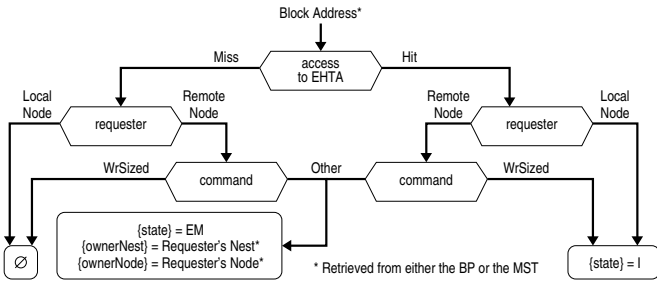 Block Address*
Miss
access
to EHTA
Hit
Local
Node
requester
Remote
Node
Remote
Node
requester
Local
Node
WrSized
command
Other
command
WrSized
{state} = EM
{ownerNest} = Requester's Nest*
{ownerNode} = Requester's Node*
∅
* Retrieved from either the BP or the MST
{state} = I